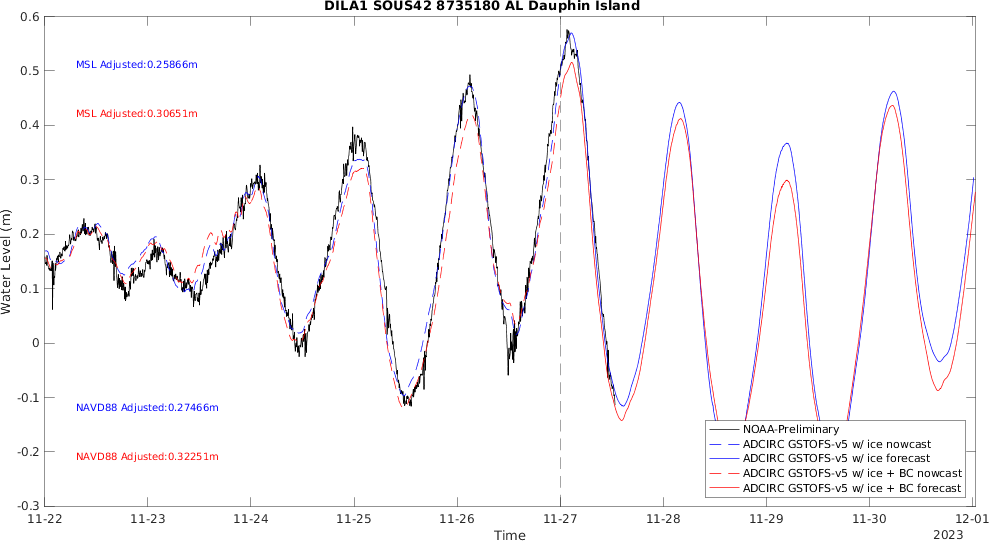 DILA1 SOUS42 8735180 AL Dauphin Island
Water Level (m)
0.6
0.5
0.4
0.3
0.2
0.1
0
-0.1
-0.2
-0.3
MSL Adjusted:0.25866m
MSL Adjusted:0.30651m
NAVD88 Adjusted:0.27466m
NAVD88 Adjusted:0.32251m
NOAA-Preliminary
ADCIRC GSTOFS-v5 w/ ice nowcast
ADCIRC GSTOFS-v5 w/ ice forecast
ADCIRC GSTOFS-v5 w/ ice + BC nowcast
ADCIRC GSTOFS-v5 w/ ice + BC forecast
11-22 11-23 11-24 11-25 11-26 11-27 11-28 11-29 11-30 12-01
Time
2023